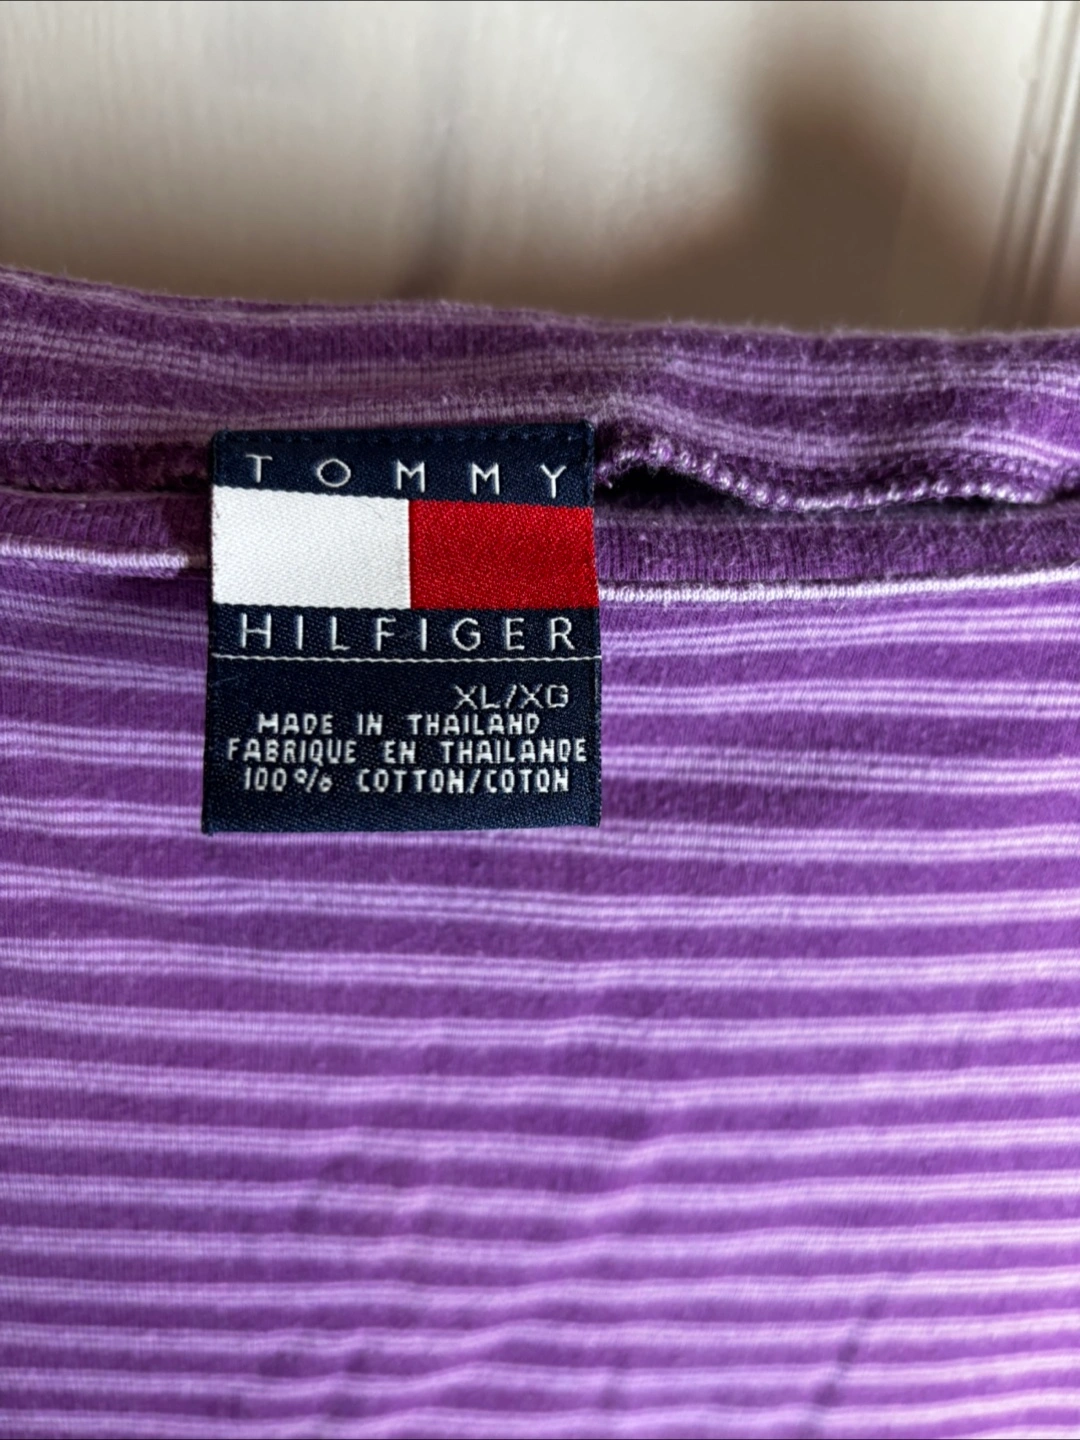 TOMMY
HILFIGER
XL/XG
MADE IN THAILAND
FABRIQUE EN THAILANDE
100% COTTON/COTON